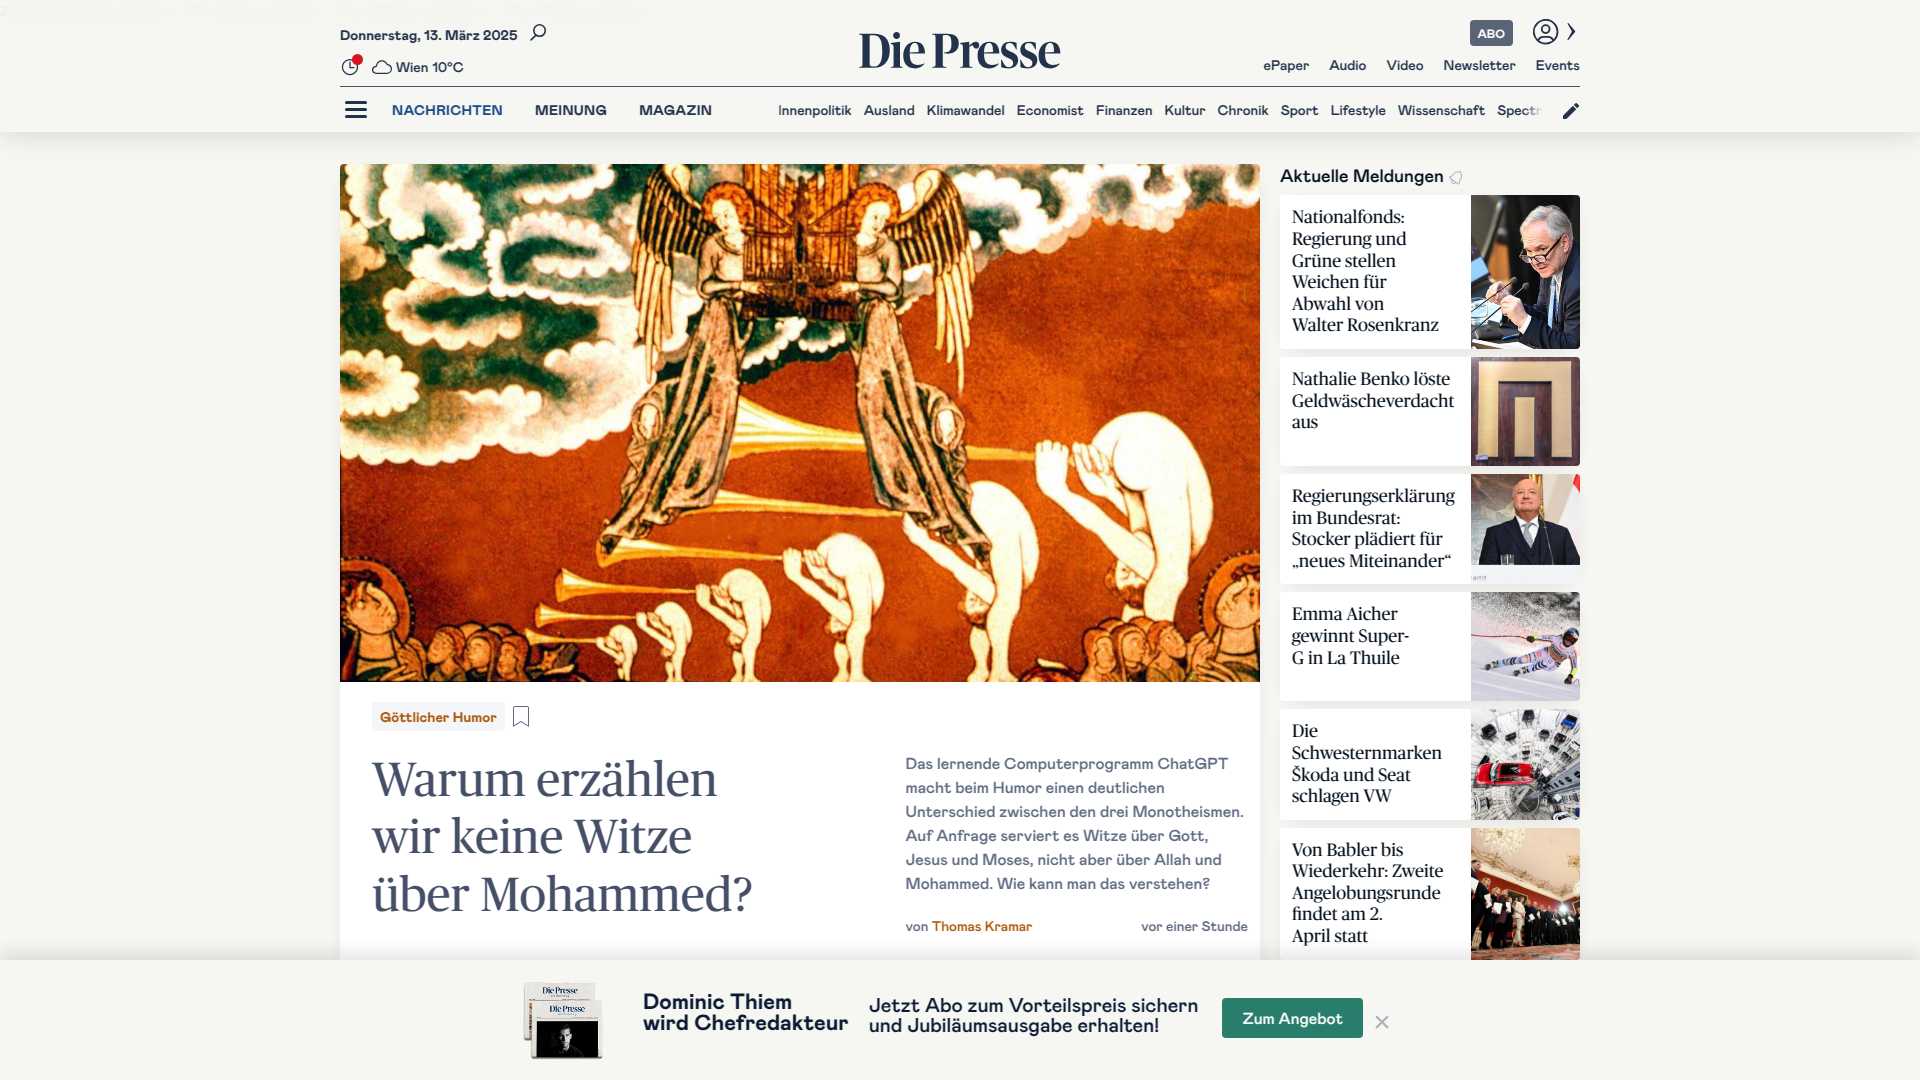 Donnerstag, 13. März 2025
Wien 10°C
Die Presse
ABO
ePaper Audio Video Newsletter Events
NACHRICHTEN MEINUNG MAGAZIN
Innenpolitik Ausland Klimawandel Economist Finanzen Kultur Chronik Sport Lifestyle Wissenschaft Spectr
Göttlicher Humor
Warum erzählen
wir keine Witze
über Mohammed?
Das lernende Computerprogramm ChatGPT
macht beim Humor einen deutlichen
Unterschied zwischen den drei Monotheismen.
Auf Anfrage serviert es Witze über Gott,
Jesus und Moses, nicht aber über Allah und
Mohammed. Wie kann man das verstehen?
von Thomas Kramar
vor einer Stunde
Aktuelle Meldungen
Nationalfonds:
Regierung und
Grüne stellen
Weichen für
Abwahl von
Walter Rosenkranz
Nathalie Benko löste
Geldwäscheverdacht
aus
Regierungserklärung
im Bundesrat:
Stocker plädiert für
„neues Miteinander“
Emma Aicher
gewinnt Super-
G in La Thuile
Die
Schwesternmarken
Škoda und Seat
schlagen VW
Von Babler bis
Wiederkehr: Zweite
Angelobungsrunde
findet am 2.
April statt
Die Presse
Die Presse
Dominic Thiem
wird Chefredakteur
Jetzt Abo zum Vorteilspreis sichern
und Jubiläumsausgabe erhalten!
Zum Angebot